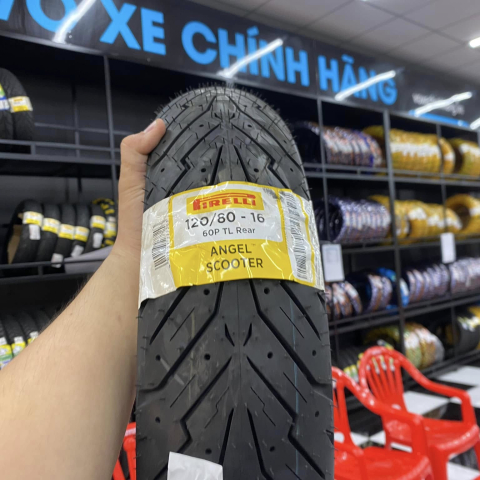 VỎ XE CHÍNH HÃNG
PIRELLI
120/80 - 16
60P TL Rear
ANGEL
SCOOTER